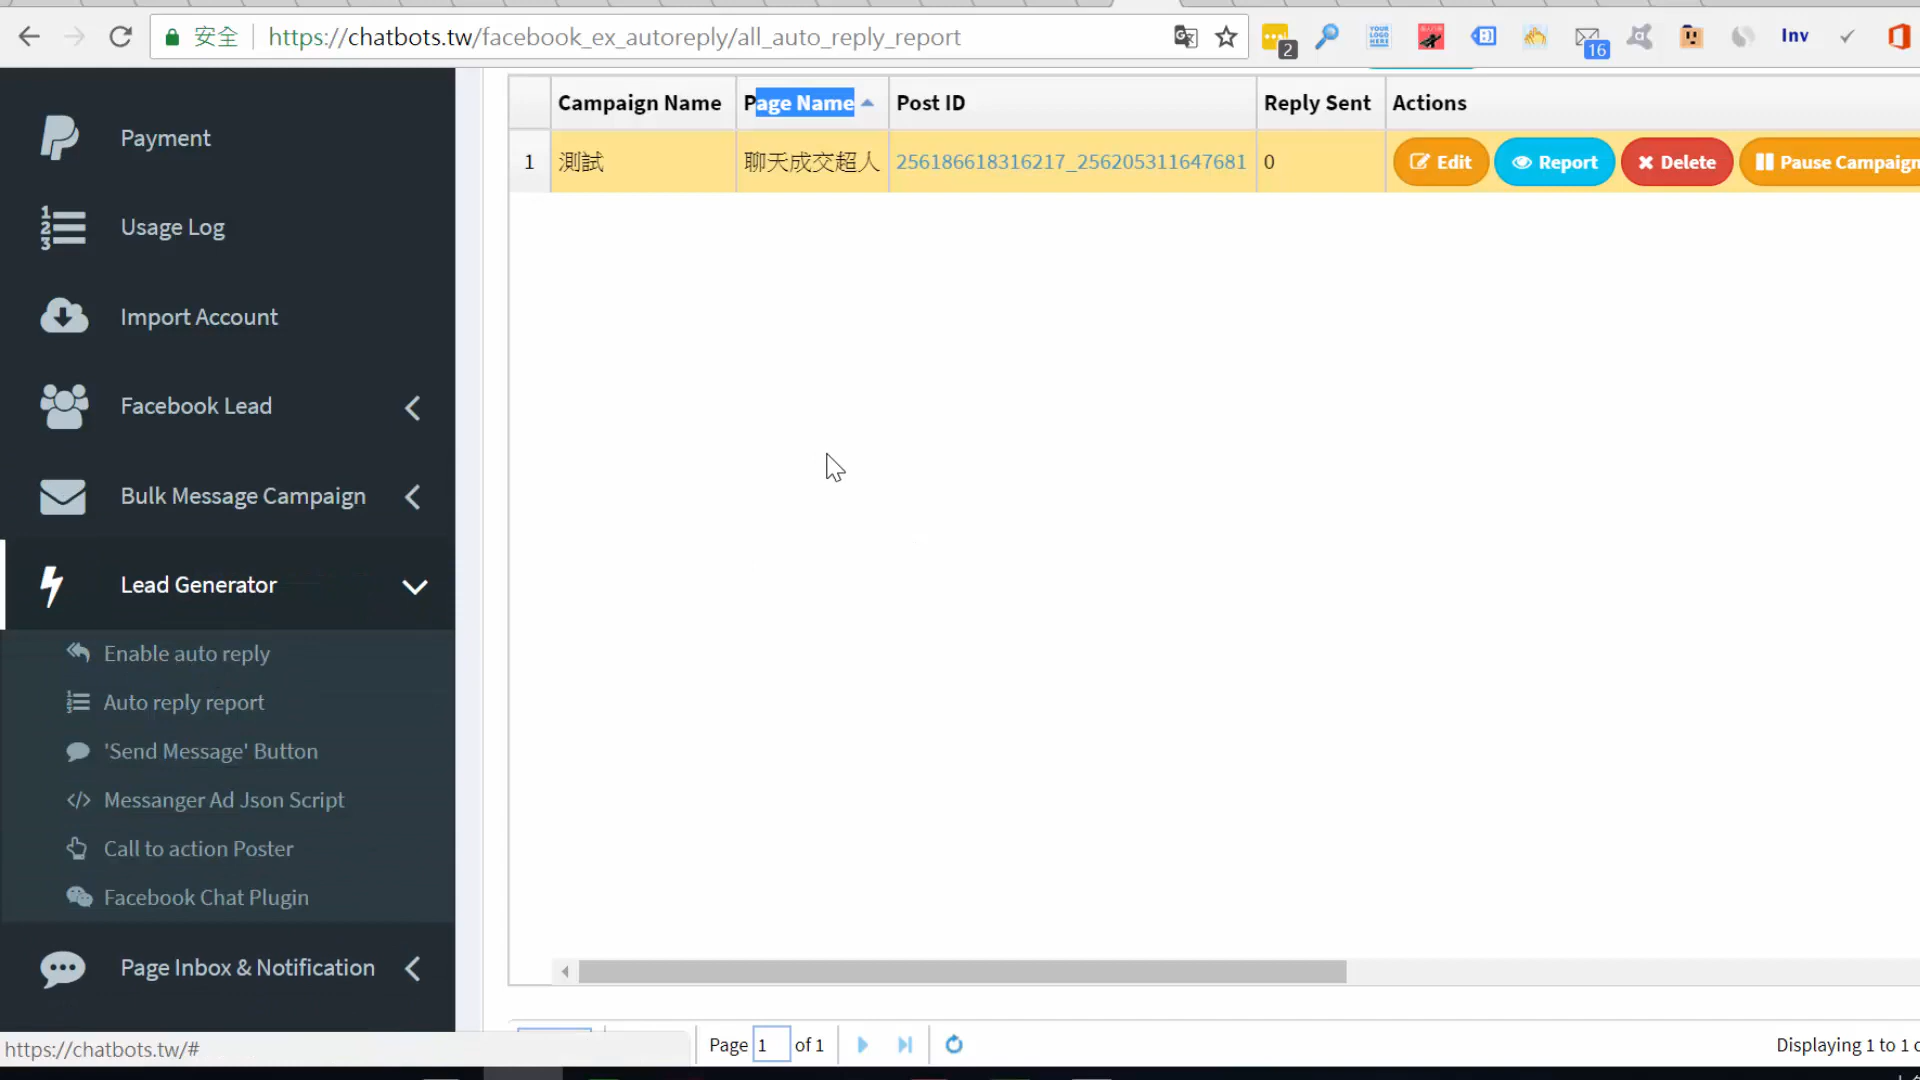 安全 https://chatbots.tw/facebook_ex_autoreply/all_auto_reply_report
2
YOUR LOGO HERE
16
Inv
Payment
Usage Log
Import Account
Facebook Lead
Bulk Message Campaign
Lead Generator
Enable auto reply
Auto reply report
'Send Message' Button
Messanger Ad Json Script
Call to action Poster
Facebook Chat Plugin
Page Inbox & Notification
Campaign Name Page Name Post ID Reply Sent Actions
1 測試 聊天成交超人 256186618316217_256205311647681 0 Edit Report Delete Pause Campaign
Page 1 of 1
Displaying 1 to 1
https://chatbots.tw/#